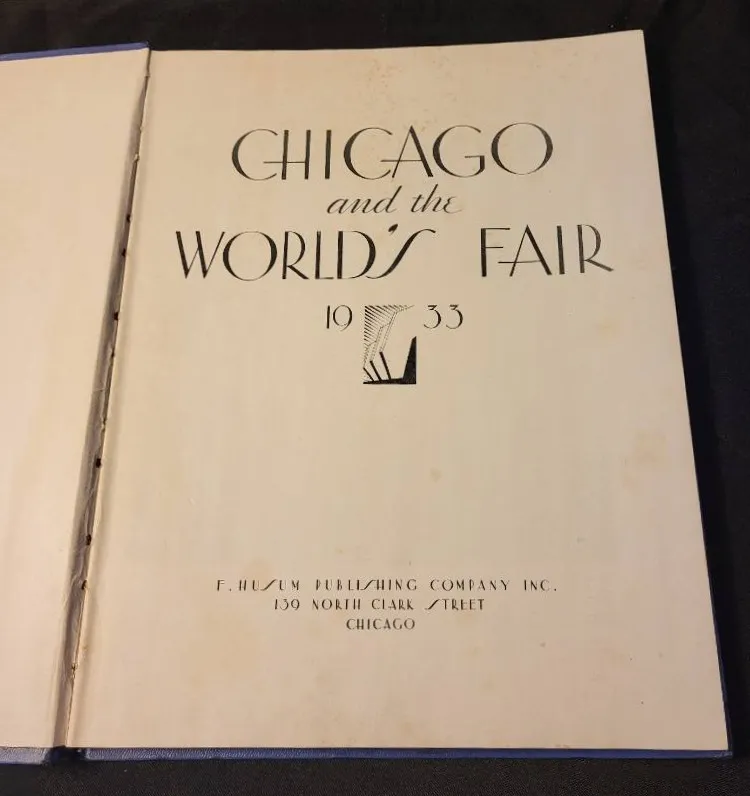 CHICAGO
and the
WORLD'S FAIR
19 33
F. HUSUM PUBLISHING COMPANY INC.
139 NORTH CLARK STREET
CHICAGO